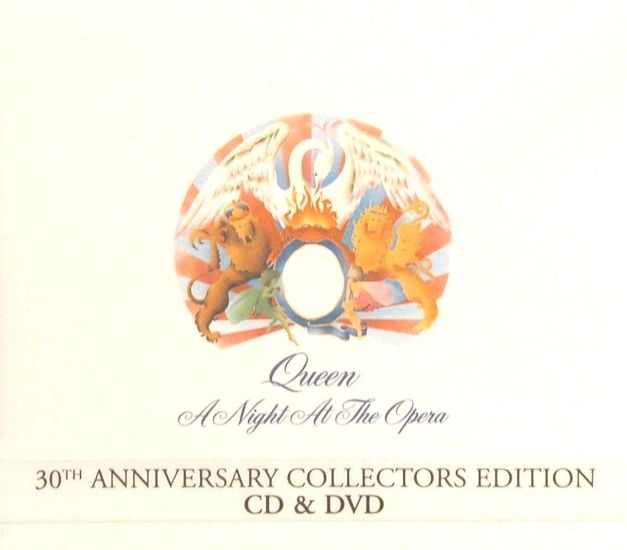 Queen
A Night At The Opera
30TH ANNIVERSARY COLLECTORS EDITION
CD & DVD